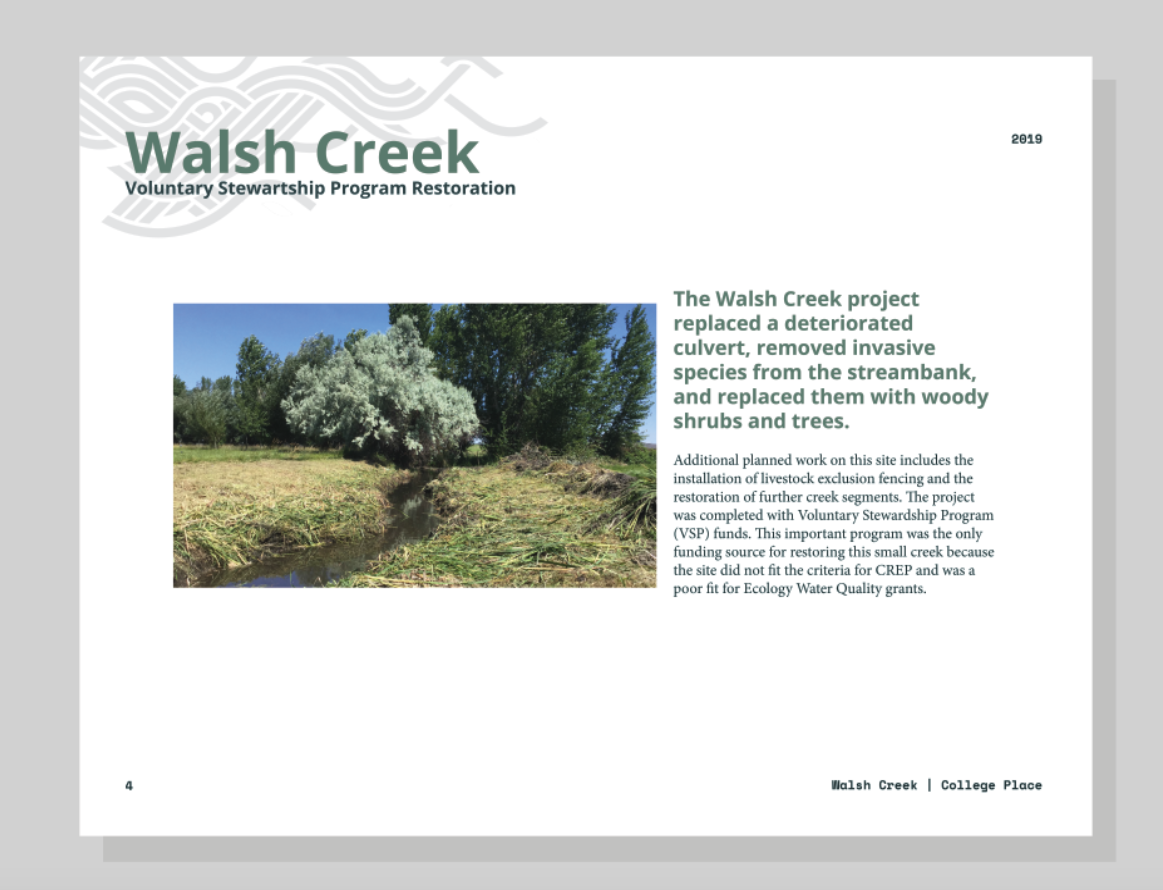 Walsh Creek
Voluntary Stewartship Program Restoration
2019
The Walsh Creek project
replaced a deteriorated
culvert, removed invasive
species from the streambank,
and replaced them with woody
shrubs and trees.
Additional planned work on this site includes the
installation of livestock exclusion fencing and the
restoration of further creek segments. The project
was completed with Voluntary Stewardship Program
(VSP) funds. This important program was the only
funding source for restoring this small creek because
the site did not fit the criteria for CREP and was a
poor fit for Ecology Water Quality grants.
4
Walsh Creek | College Place